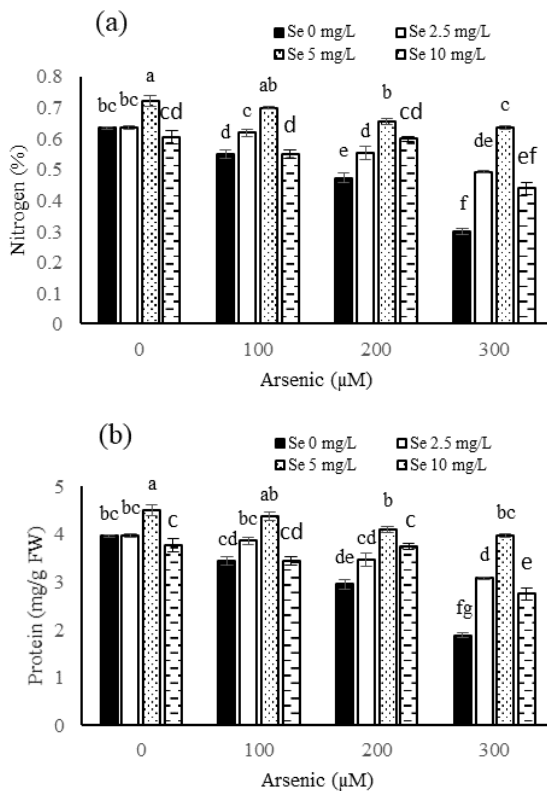 (a)
Se 0 mg/L Se 2.5 mg/L
Se 5 mg/L Se 10 mg/L
Nitrogen (%)
0.8
0.7
0.6
0.5
0.4
0.3
0.2
0.1
0
bc bc a cd
d c ab d
e d b cd
f de c ef
0 100 200 300
Arsenic (µM)
(b)
Se 0 mg/L Se 2.5 mg/L
Se 5 mg/L Se 10 mg/L
Protein (mg/g FW)
5
4
3
2
1
0
bc bc a c
cd bc ab cd
de cd b c
fg d bc e
0 100 200 300
Arsenic (µM)